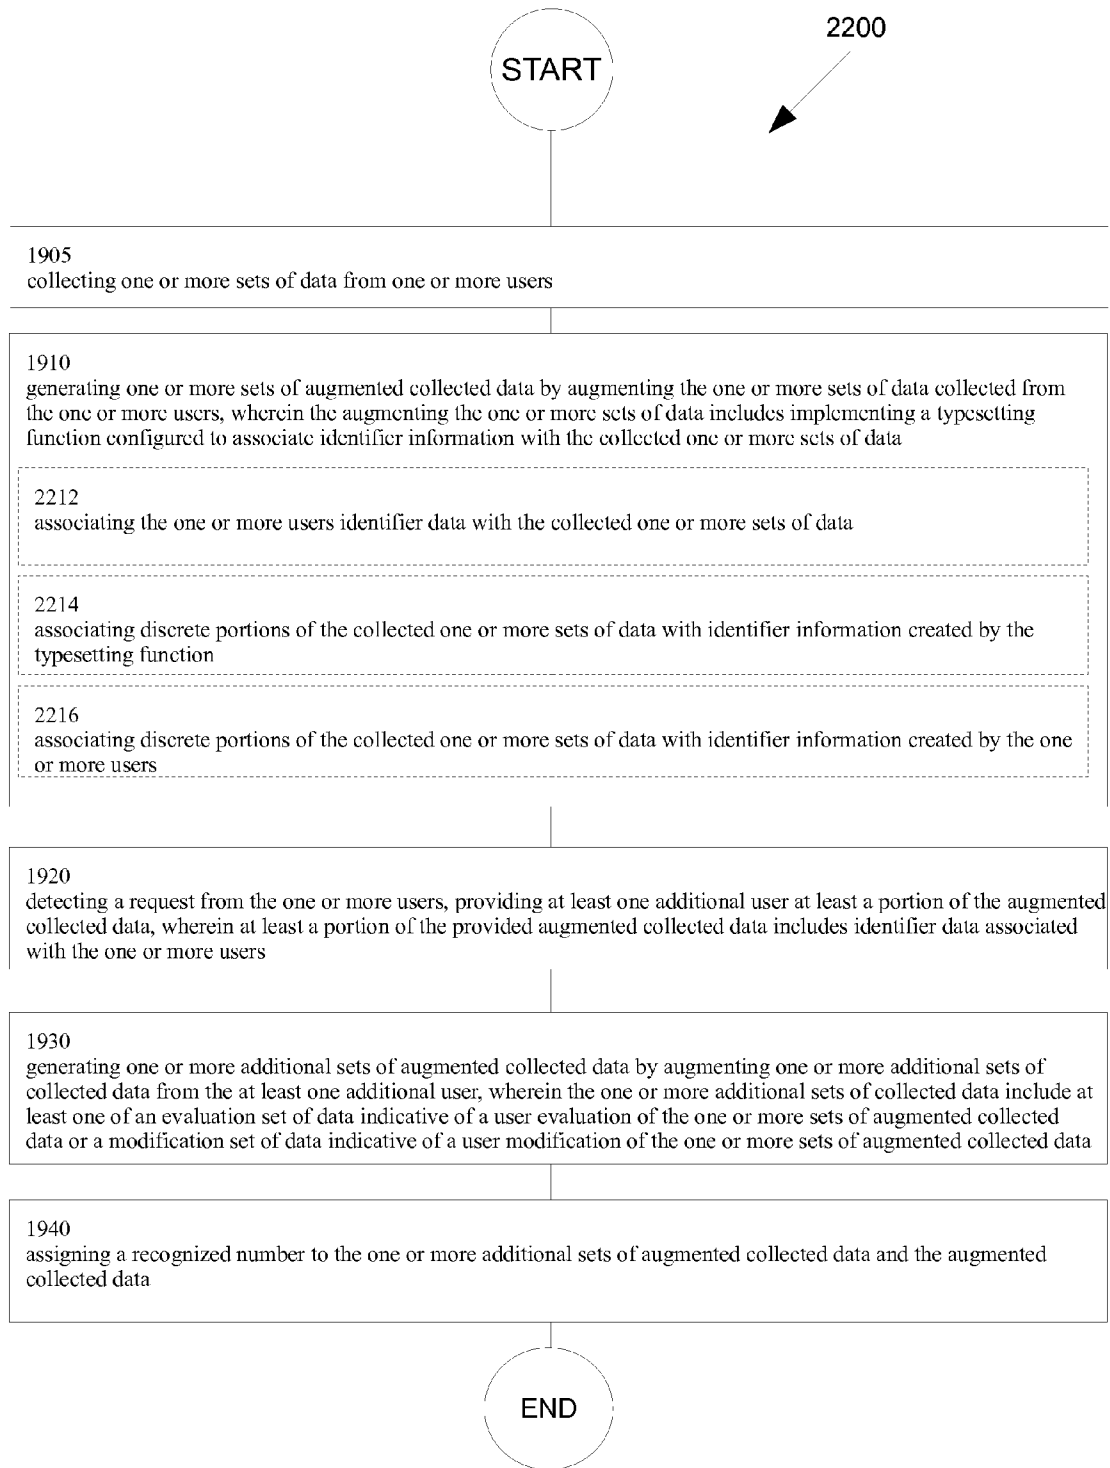 START
2200
1905
collecting one or more sets of data from one or more users
1910
generating one or more sets of augmented collected data by augmenting the one or more sets of data collected from
the one or more users, wherein the augmenting the one or more sets of data includes implementing a typesetting
function configured to associate identifier information with the collected one or more sets of data
2212
associating the one or more users identifier data with the collected one or more sets of data
2214
associating discrete portions of the collected one or more sets of data with identifier information created by the
typesetting function
2216
associating discrete portions of the collected one or more sets of data with identifier information created by the one
or more users
1920
detecting a request from the one or more users, providing at least one additional user at least a portion of the augmented
collected data, wherein at least a portion of the provided augmented collected data includes identifier data associated
with the one or more users
1930
generating one or more additional sets of augmented collected data by augmenting one or more additional sets of
collected data from the at least one additional user, wherein the one or more additional sets of collected data include at
least one of an evaluation set of data indicative of a user evaluation of the one or more sets of augmented collected
data or a modification set of data indicative of a user modification of the one or more sets of augmented collected data
1940
assigning a recognized number to the one or more additional sets of augmented collected data and the augmented
collected data
END